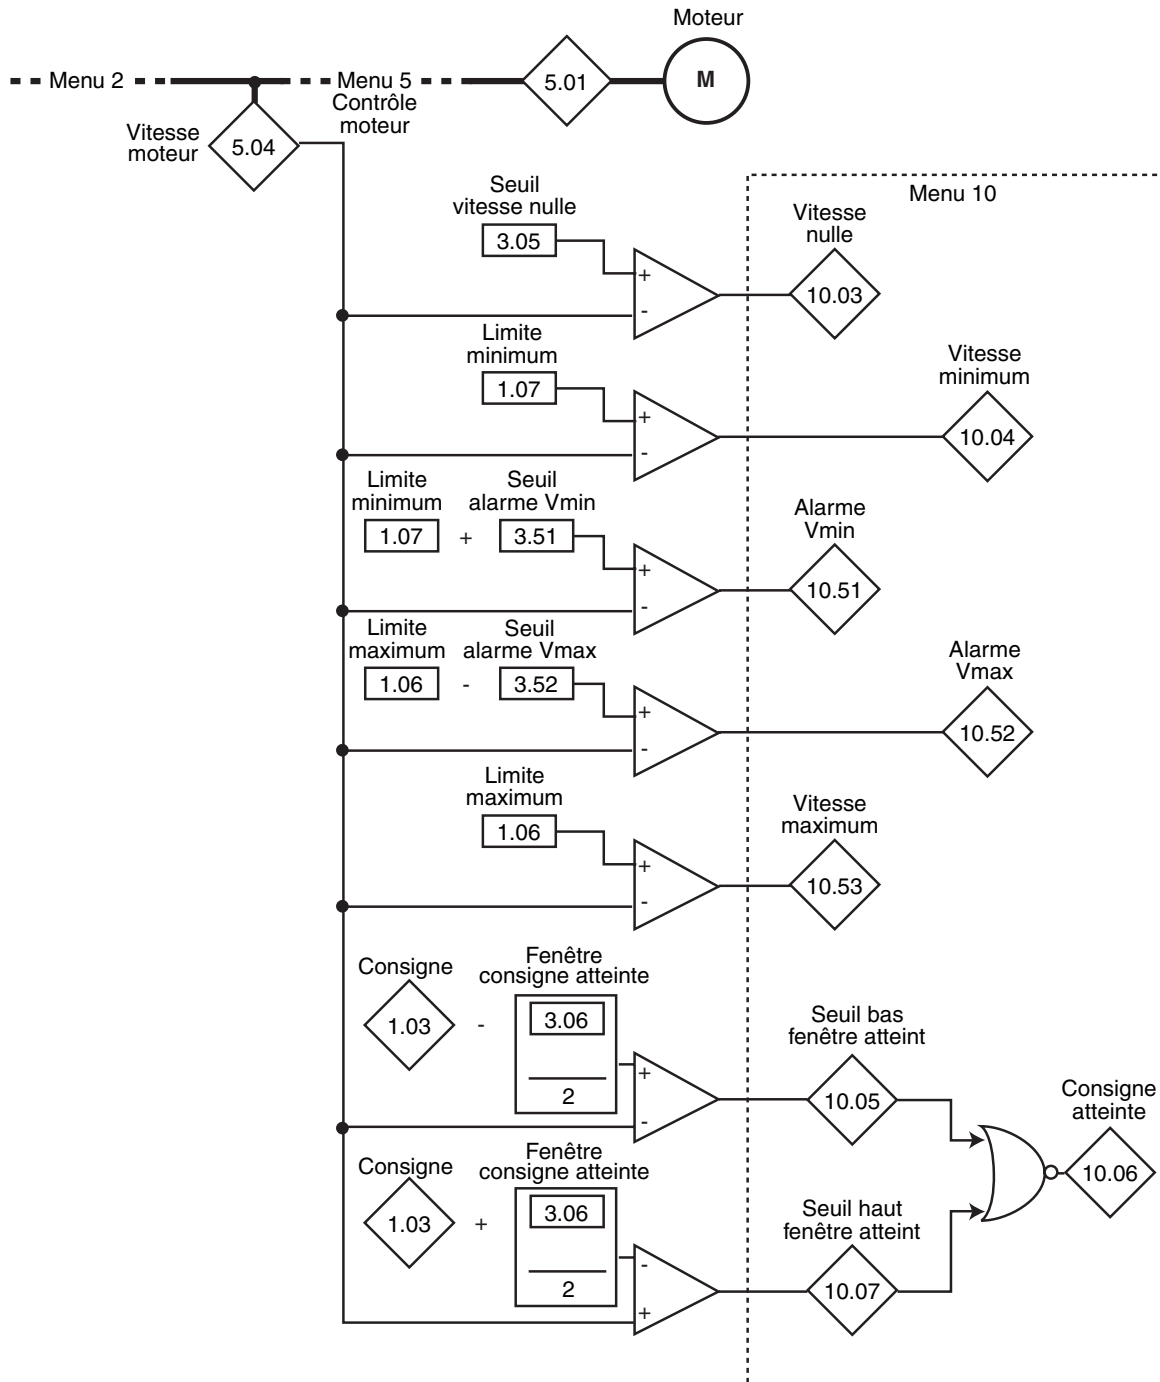 Moteur
Menu 2
Menu 5
Contrôle
moteur
5.01
M
Vitesse
moteur
5.04
Menu 10
Seuil
vitesse nulle
3.05
+
-
Vitesse
nulle
10.03
Limite
minimum
1.07
+
-
Vitesse
minimum
10.04
Limite
minimum
1.07
+
Seuil
alarme Vmin
3.51
+
-
Alarme
Vmin
10.51
Limite
maximum
1.06
-
Seuil
alarme Vmax
3.52
+
-
Alarme
Vmax
10.52
Limite
maximum
1.06
+
-
Vitesse
maximum
10.53
Consigne
1.03
-
Fenêtre
consigne atteinte
3.06
2
+
-
Seuil bas
fenêtre atteint
10.05
Consigne
atteinte
10.06
Consigne
1.03
+
Fenêtre
consigne atteinte
3.06
2
-
+
Seuil haut
fenêtre atteint
10.07